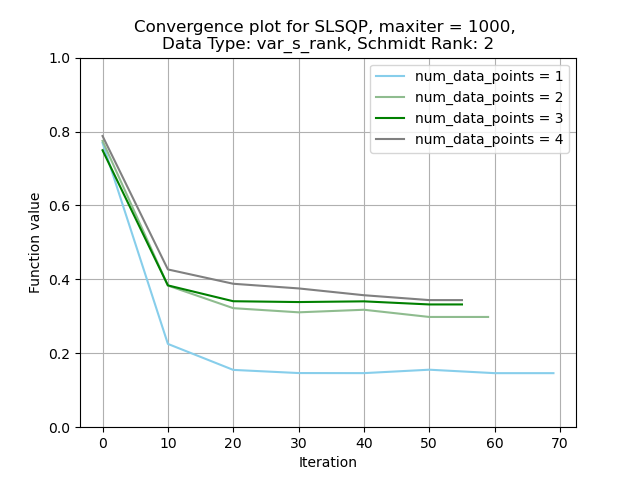 Convergence plot for SLSQP, maxiter = 1000,
Data Type: var_s_rank, Schmidt Rank: 2
num_data_points = 1
num_data_points = 2
num_data_points = 3
num_data_points = 4
Function value
1.0
0.8
0.6
0.4
0.2
0.0
0 10 20 30 40 50 60 70
Iteration